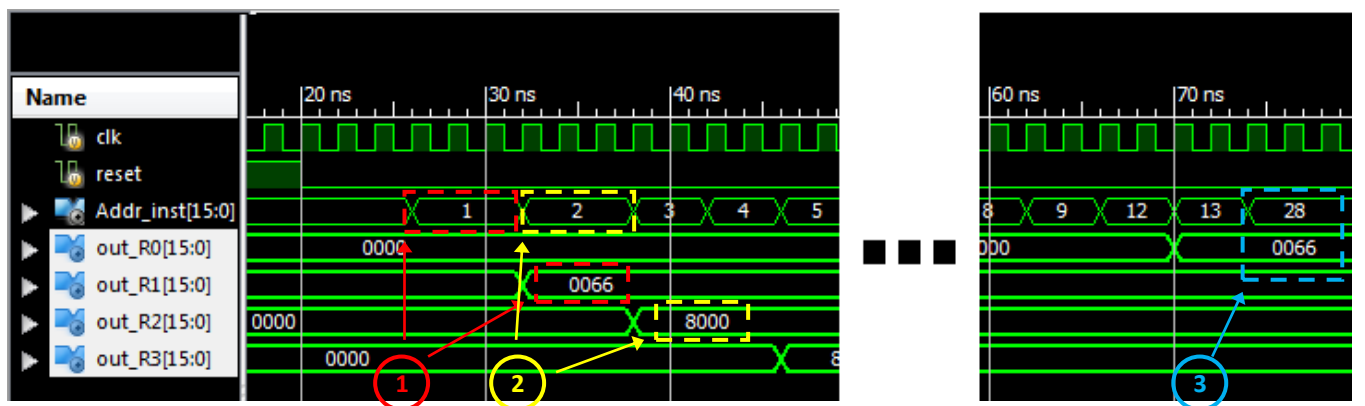 20 ns 30 ns 40 ns 60 ns 70 ns
Name
clk
reset
Addr_inst[15:0] 1 2 3 4 5 8 9 12 13 28
out_R0[15:0] 0000 000 0066
out_R1[15:0] 0066
out_R2[15:0] 0000 8000
out_R3[15:0] 0000 8
1 2 3